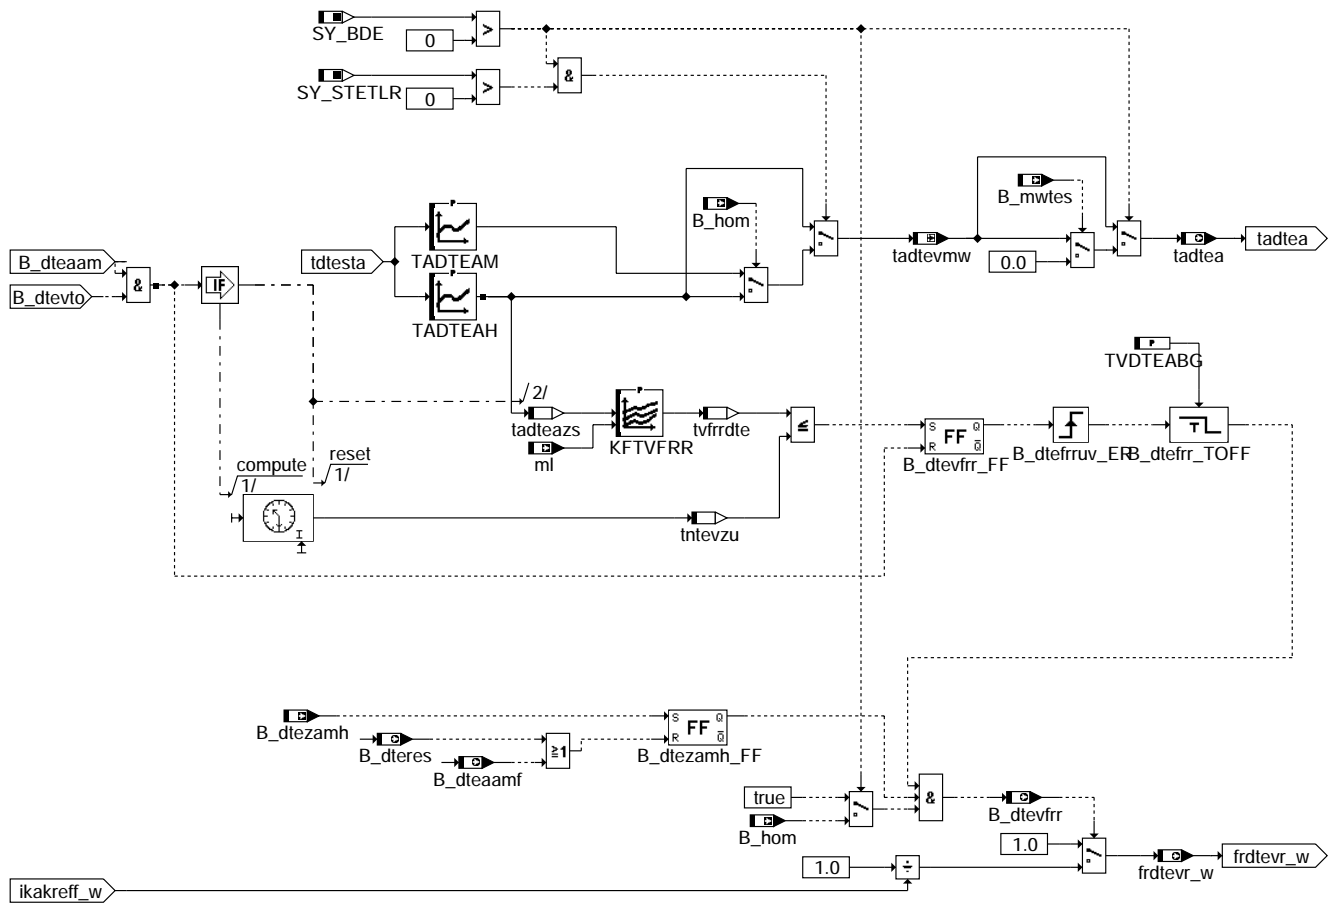 SY_BDE
0
>
&
SY_STETLR
0
>
B_hom
B_mwtes
P
TADTEAM
tdtesta
P
TADTEAH
B_dteaam
B_dtevto
&
IF
tadtevmw
0.0
tadtea
tadtea
P
TVDTEABG
2/
tadteazs
ml
P
KFTVFRR
tvfrrdte
≤
S Q
FF
R Q̅
B_dtevfrr_FF
B_dtefrruv_ER
T
B_dtefrr_TOFF
compute
1/
reset
1/
I
tntevzu
B_dtezamh
B_dteres
B_dteaamf
≥1
S Q
FF
R Q̅
B_dtezamh_FF
true
B_hom
&
B_dtevfrr
1.0
1.0
÷
frdtevr_w
frdtevr_w
ikakreff_w